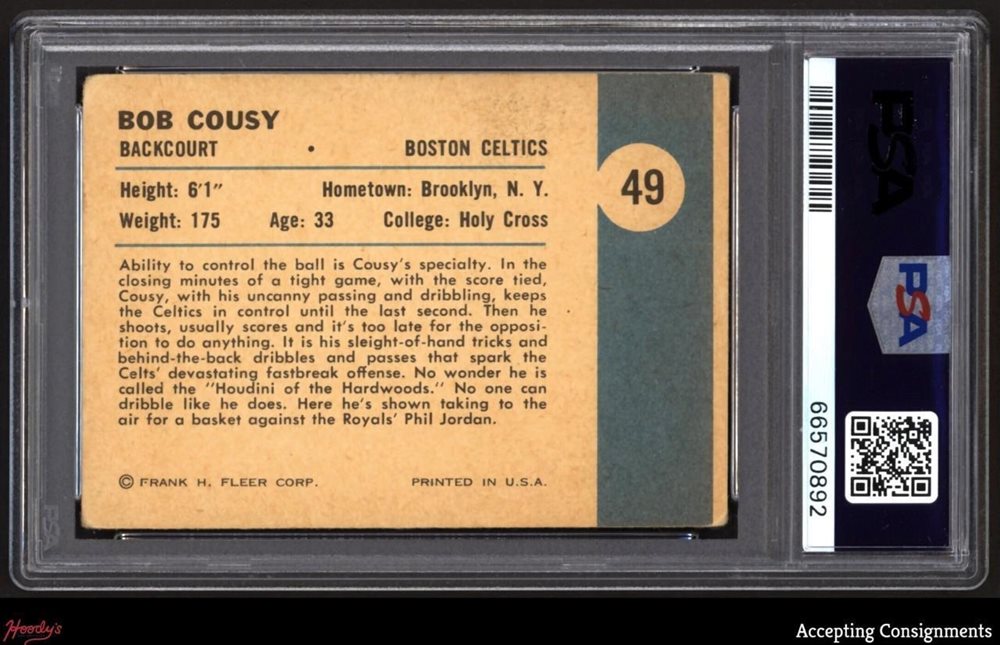 BOB COUSY
BACKCOURT • BOSTON CELTICS
Height: 6'1" Hometown: Brooklyn, N. Y.
Weight: 175 Age: 33 College: Holy Cross
49
Ability to control the ball is Cousy's specialty. In the
closing minutes of a tight game, with the score tied,
Cousy, with his uncanny passing and dribbling, keeps
the Celtics in control until the last second. Then he
shoots, usually scores and it's too late for the opposi-
tion to do anything. It is his sleight-of-hand tricks and
behind-the-back dribbles and passes that spark the
Celts' devastating fastbreak offense. No wonder he is
called the "Houdini of the Hardwoods." No one can
dribble like he does. Here he's shown taking to the
air for a basket against the Royals' Phil Jordan.
© FRANK H. FLEER CORP. PRINTED IN U.S.A.
PSA
PSA
66570892
PSA
Hoody's
Accepting Consignments